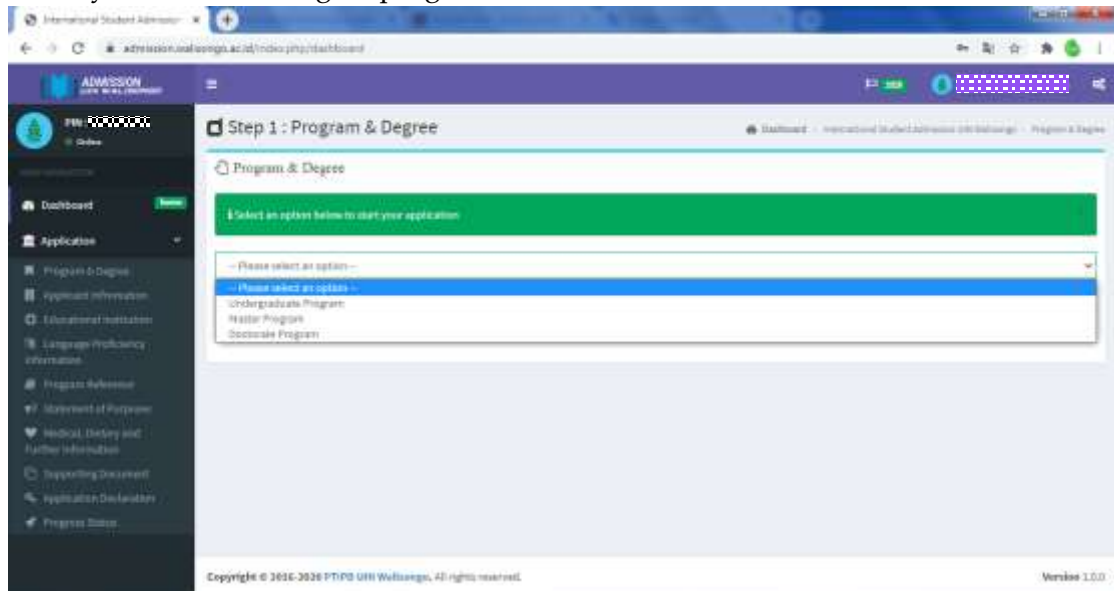 International Student Admission
admission.walisongo.ac.id/index.php/dashboard
ADMISSION
PIN:
Online
Step 1 : Program & Degree
Dashboard
Program & Degree
Program & Degree
Select an option below to start your application
Dashboard
Application
-- Please select an option --
-- Please select an option --
Undergraduate Program
Master Program
Doctorate Program
Program & Degree
Applicant Information
Educational Institution
Language Proficiency
Information
Program Reference
Statement of Purpose
Medical, Dietary and
Further Information
Supporting Document
Application Declaration
Progress Status
Copyright © 2016-2020 PTIPD UIN Walisongo. All rights reserved.
Version 1.0.0